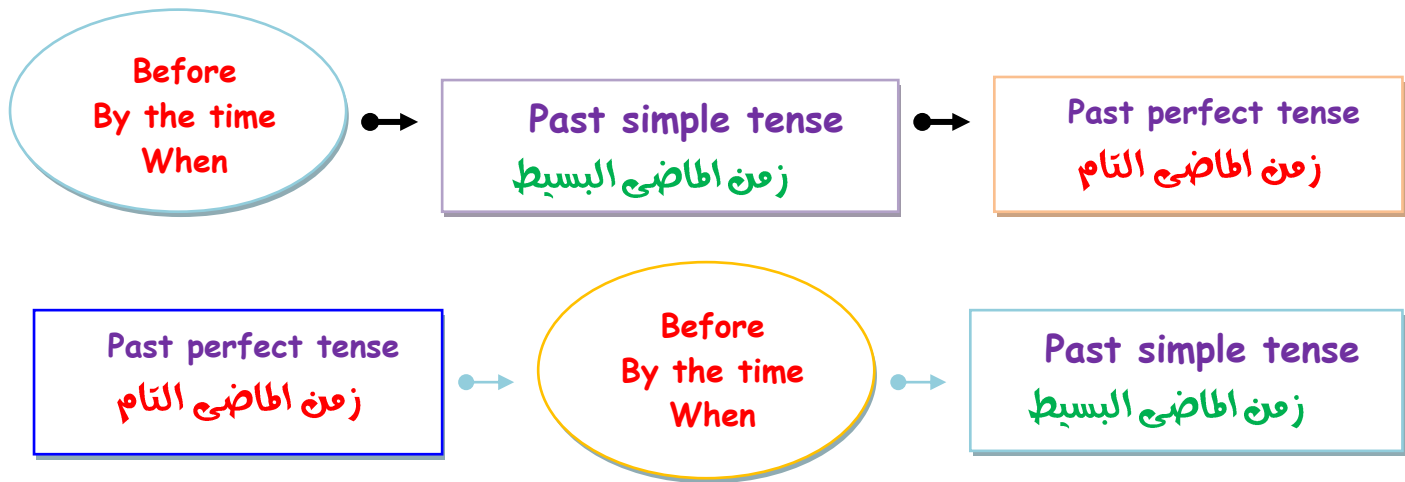 Before
By the time
When
Past simple tense
زمن الماضى البسيط
Past perfect tense
زمن الماضى التام
Past perfect tense
زمن الماضى التام
Before
By the time
When
Past simple tense
زمن الماضى البسيط